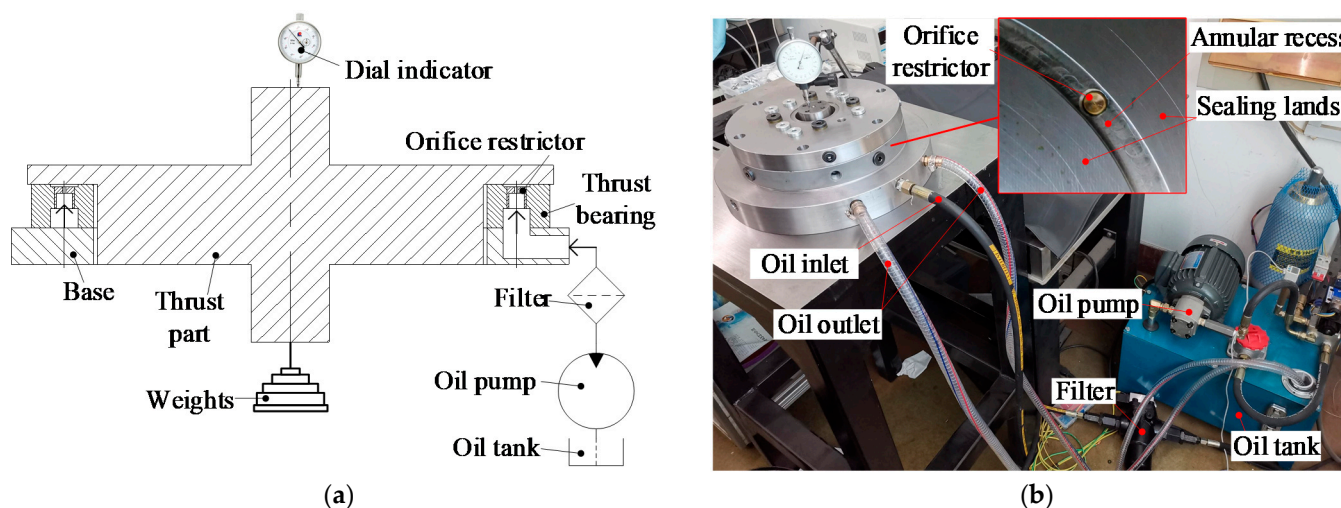 Dial indicator
Orifice restrictor
Thrust
bearing
Base
Thrust
part
Filter
Weights
Oil pump
Oil tank
(a)
Orifice
restrictor
Annular recess
Sealing lands
Oil inlet
Oil outlet
Oil pump
Filter
Oil tank
(b)